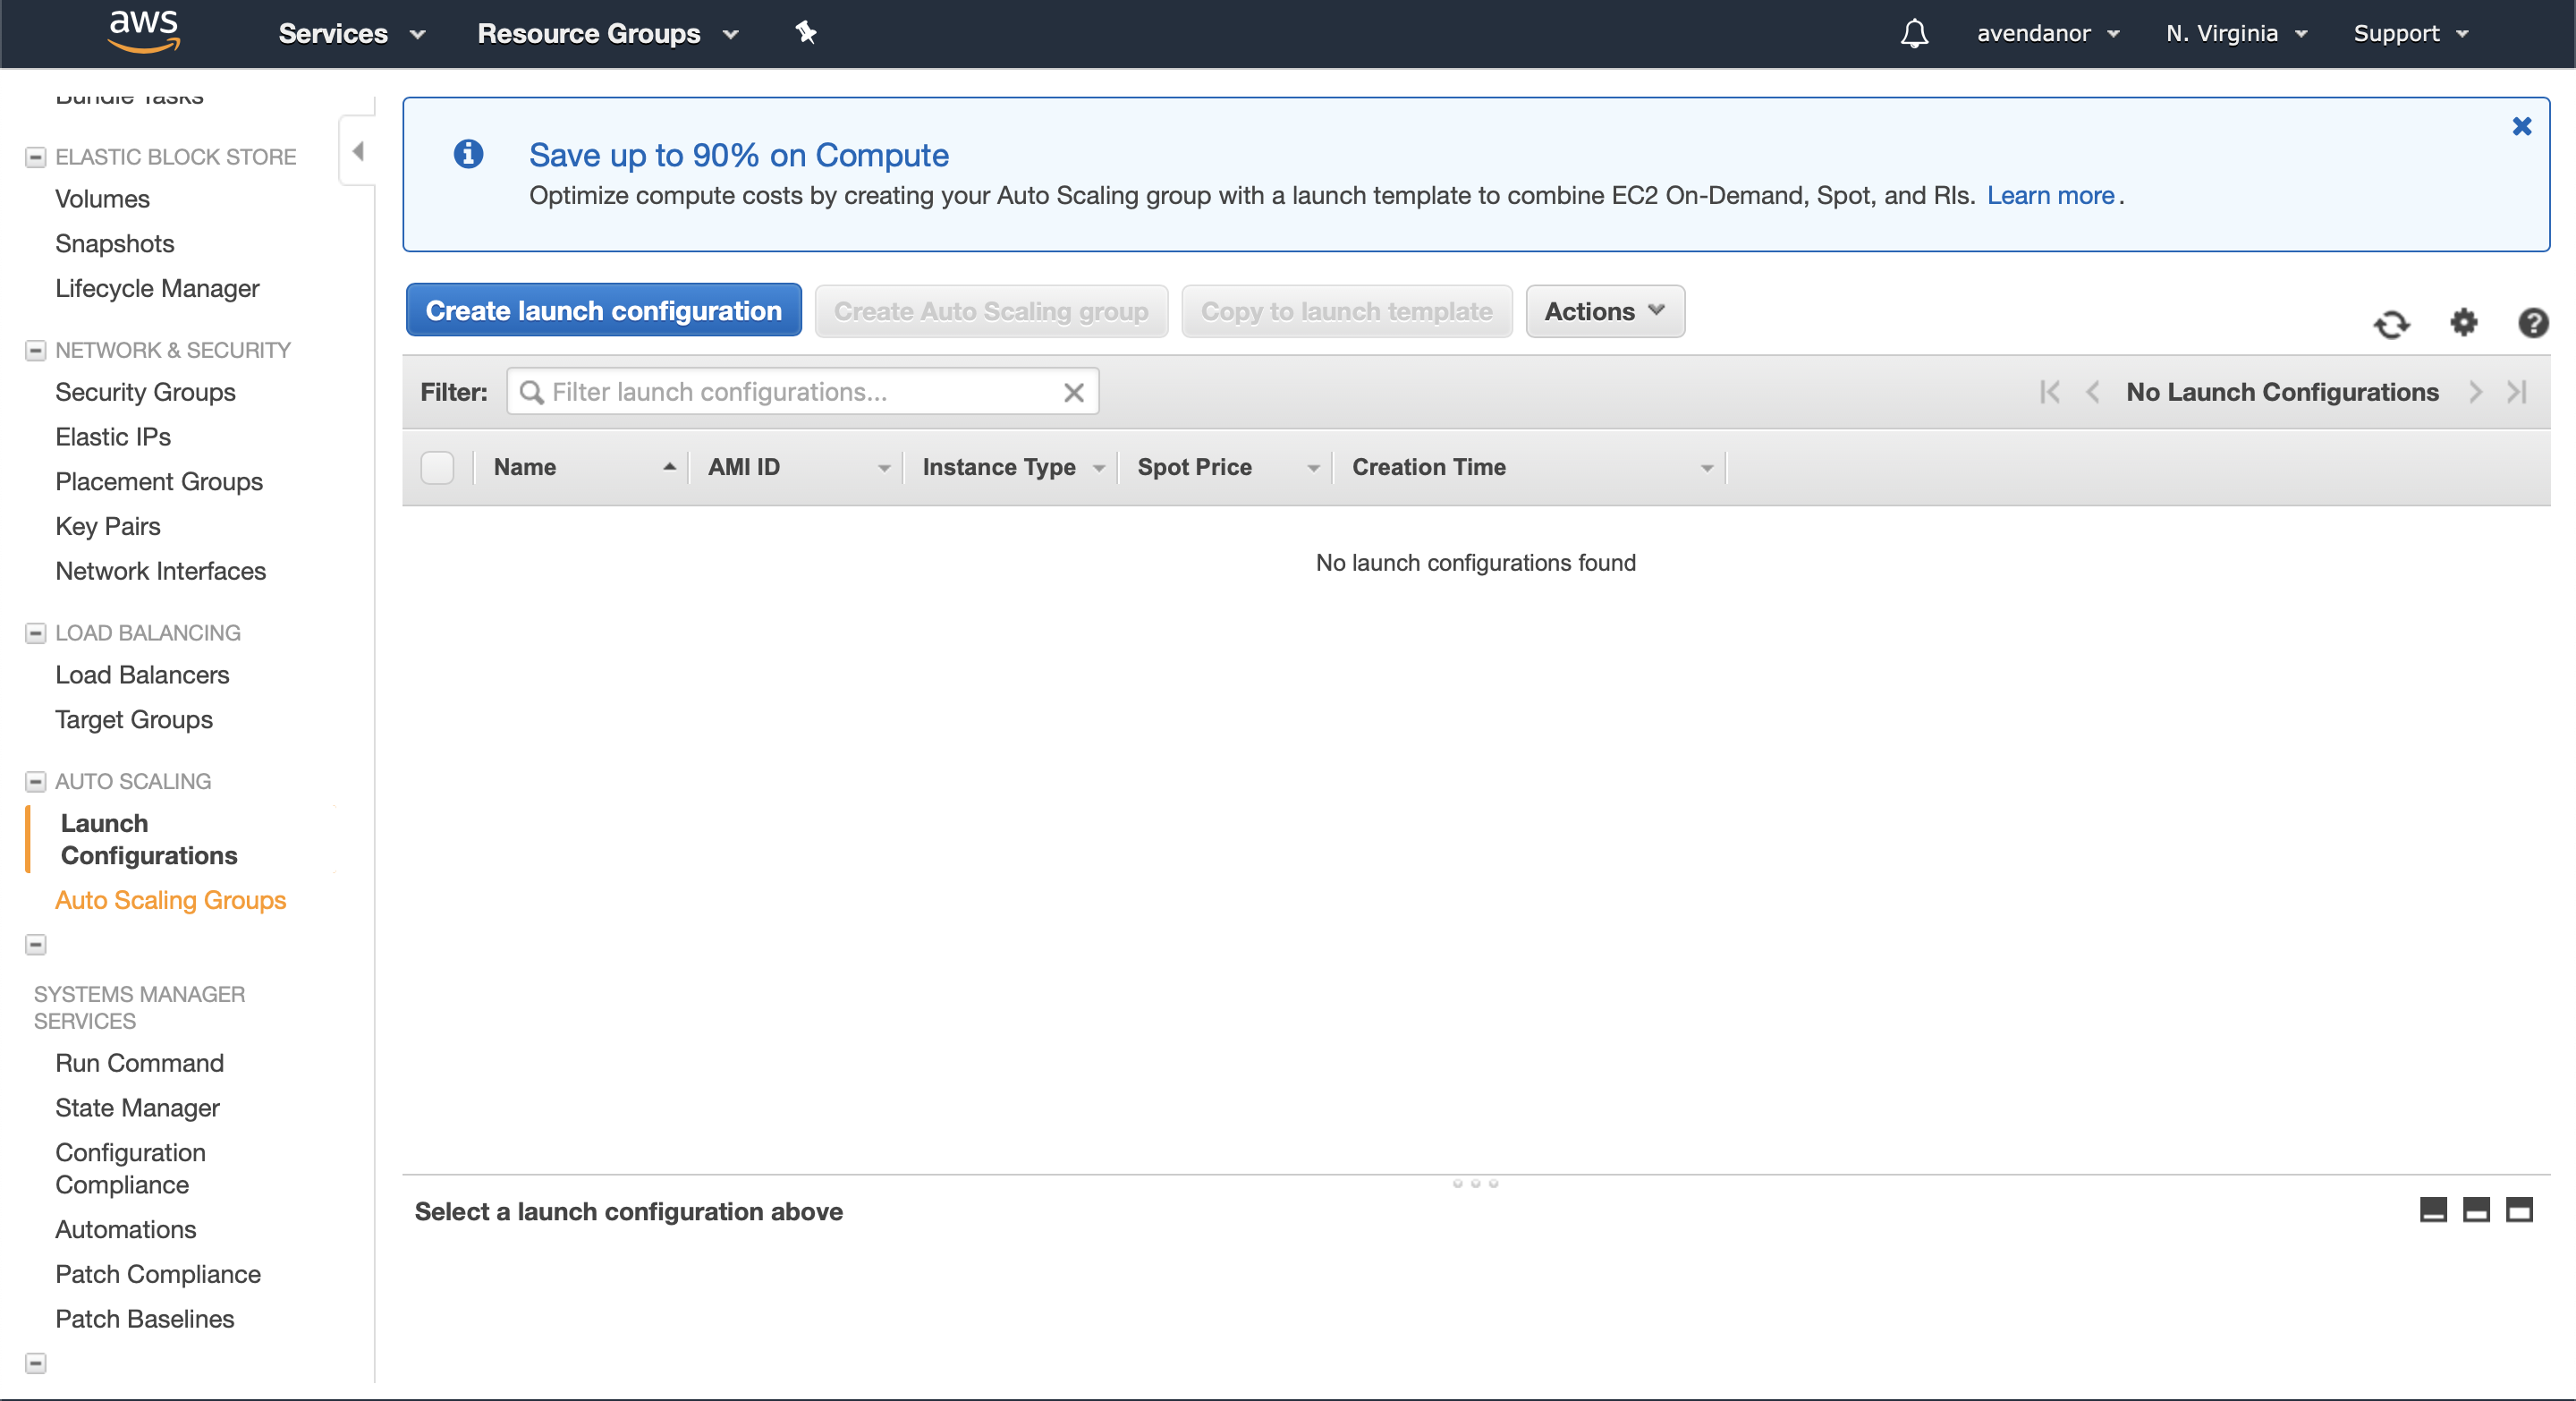 aws
Services
Resource Groups
avendanor
N. Virginia
Support
Bundle Tasks
ELASTIC BLOCK STORE
Volumes
Snapshots
Lifecycle Manager
NETWORK & SECURITY
Security Groups
Elastic IPs
Placement Groups
Key Pairs
Network Interfaces
LOAD BALANCING
Load Balancers
Target Groups
AUTO SCALING
Launch
Configurations
Auto Scaling Groups
SYSTEMS MANAGER
SERVICES
Run Command
State Manager
Configuration
Compliance
Automations
Patch Compliance
Patch Baselines
Save up to 90% on Compute
Optimize compute costs by creating your Auto Scaling group with a launch template to combine EC2 On-Demand, Spot, and RIs. Learn more.
Create launch configuration
Create Auto Scaling group
Copy to launch template
Actions
Filter:
Filter launch configurations...
No Launch Configurations
Name
AMI ID
Instance Type
Spot Price
Creation Time
No launch configurations found
Select a launch configuration above